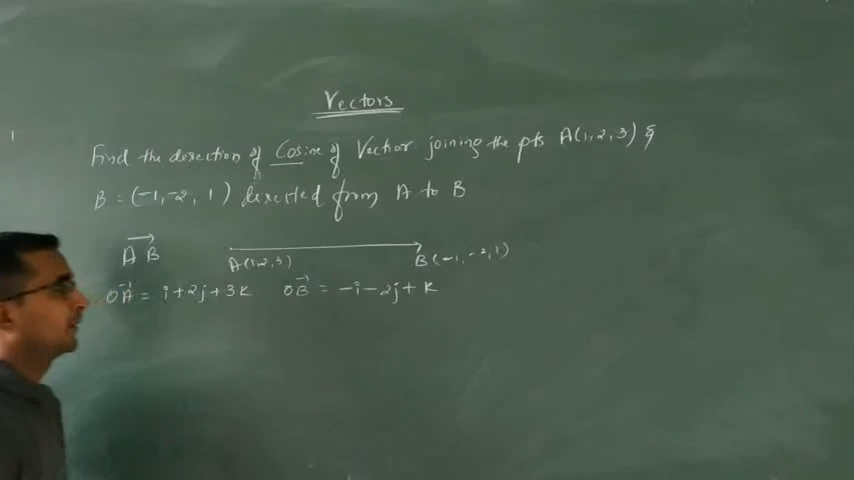 Vectors
Find the direction of Cosine of Vector joining the pts A(1,2,3) &
B = (-1, -2, 1) directed from A to B
AB
A(1,2,3) B(-1,-2,1)
OA = i+2j+3k OB = -i-2j+k